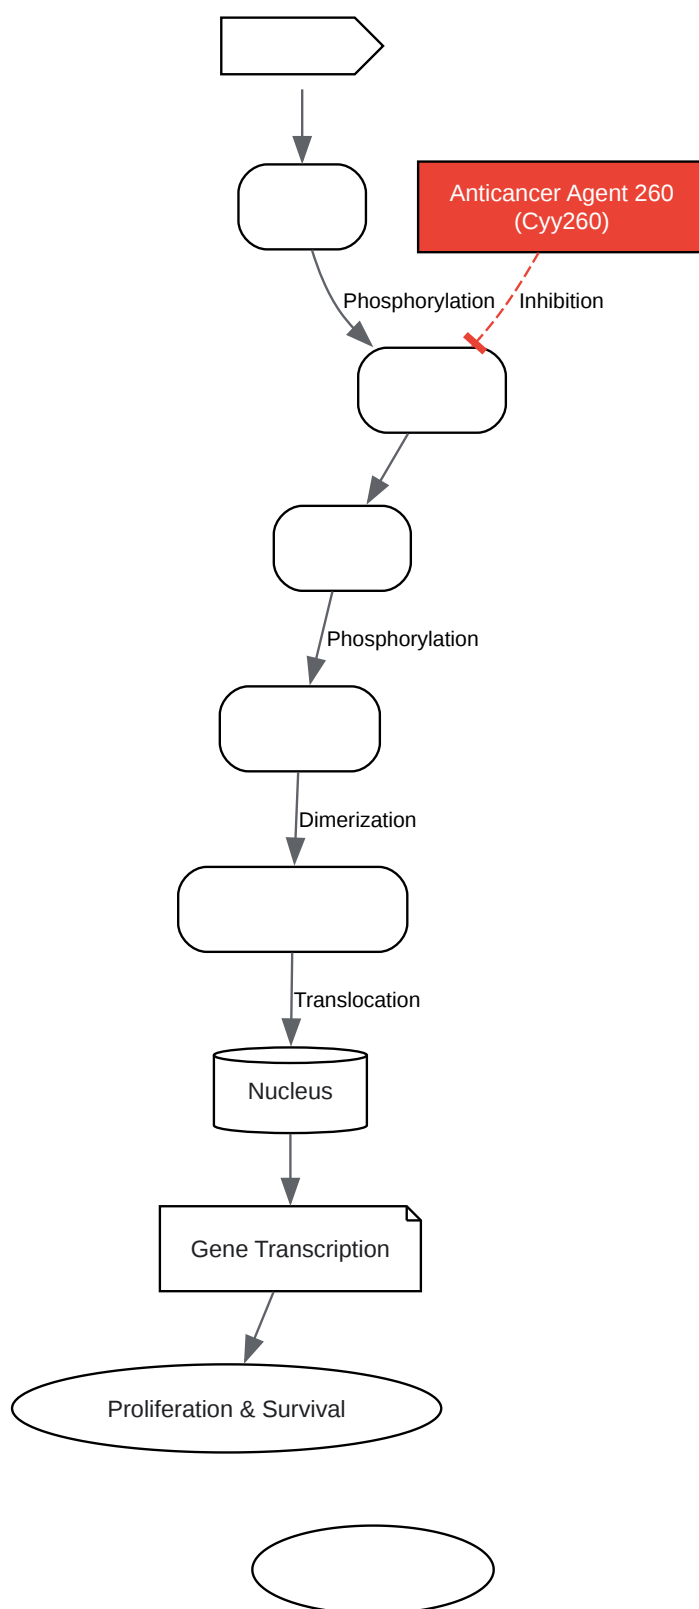 Anticancer Agent 260
(Cyy260)
Phosphorylation
Inhibition
Phosphorylation
Dimerization
Translocation
Nucleus
Gene Transcription
Proliferation & Survival